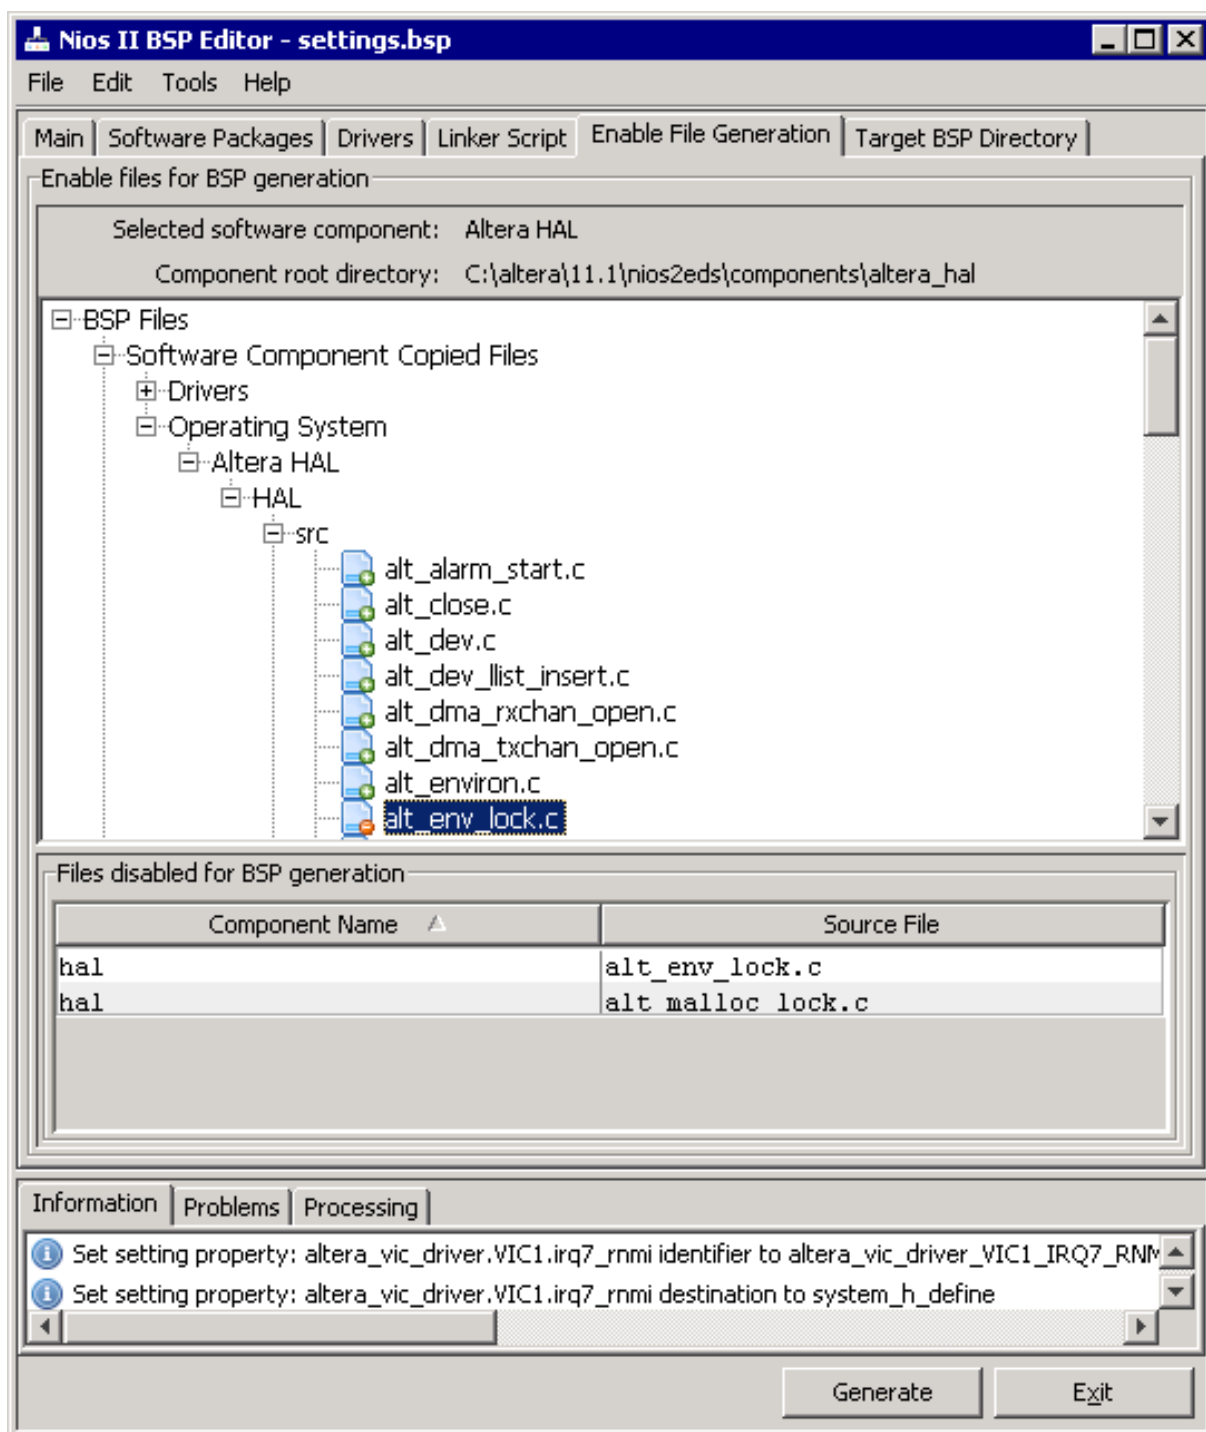 Nios II BSP Editor - settings.bsp
File Edit Tools Help
Main Software Packages Drivers Linker Script Enable File Generation Target BSP Directory
Enable files for BSP generation
Selected software component: Altera HAL
Component root directory: C:\altera\11.1\nios2eds\components\altera_hal
BSP Files
Software Component Copied Files
Drivers
Operating System
Altera HAL
HAL
src
alt_alarm_start.c
alt_close.c
alt_dev.c
alt_dev_llist_insert.c
alt_dma_rxchan_open.c
alt_dma_txchan_open.c
alt_environ.c
alt_env_lock.c
Files disabled for BSP generation
Component Name Source File
hal alt_env_lock.c
hal alt_malloc_lock.c
Information Problems Processing
Set setting property: altera_vic_driver.VIC1.irq7_rnmi identifier to altera_vic_driver_VIC1_IRQ7_RNM
Set setting property: altera_vic_driver.VIC1.irq7_rnmi destination to system_h_define
Generate Exit